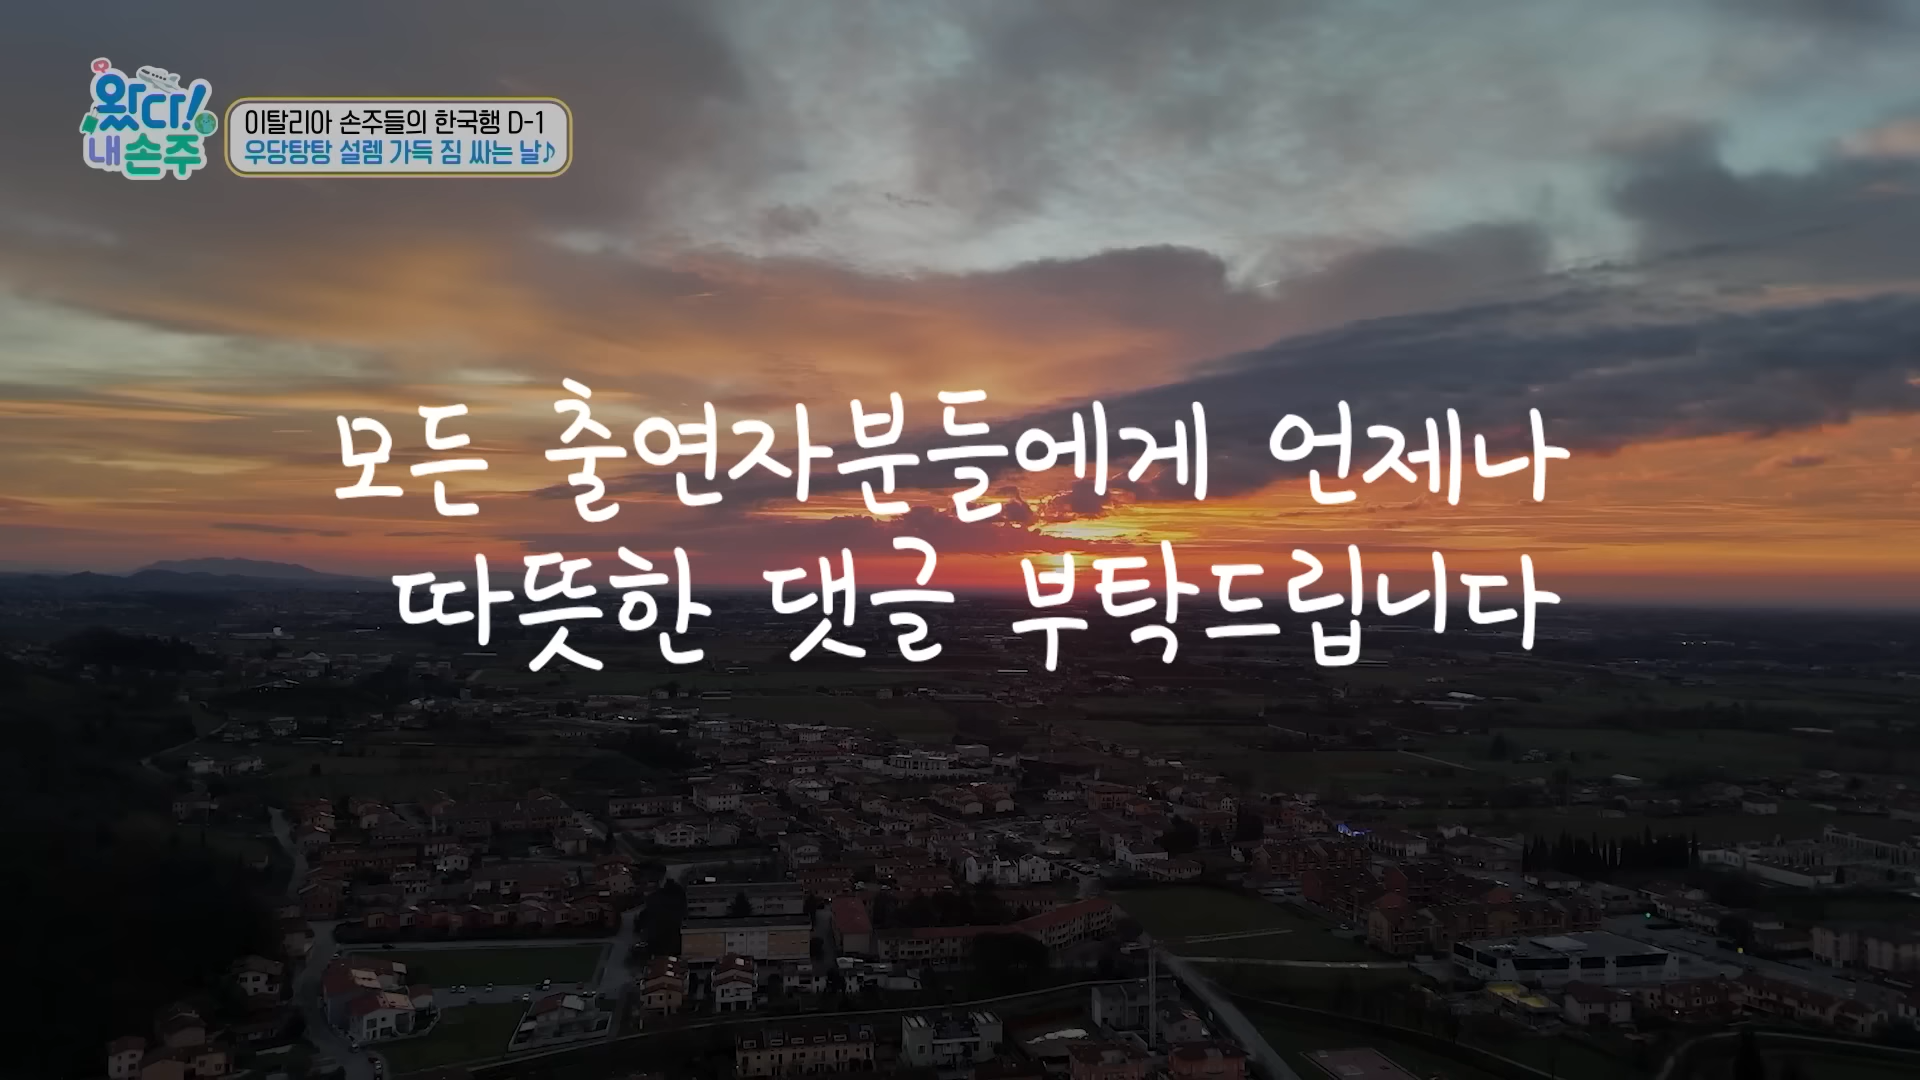 왔다!
내 손주
이탈리아 손주들의 한국행 D-1
우당탕탕 설렘 가득 짐 싸는 날♪
모든 출연자분들에게 언제나
따뜻한 댓글 부탁드립니다